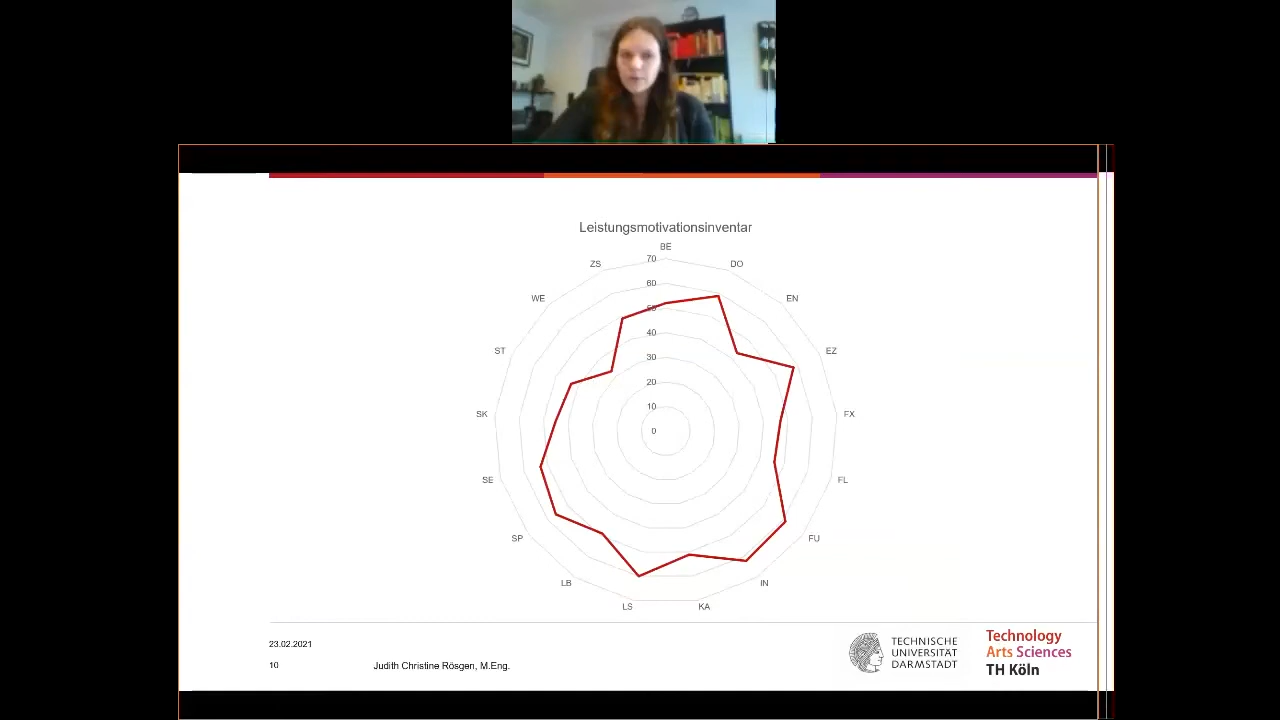 Leistungsmotivationsinventar
BE
ZS
DO
70
WE
EN
60
50
ST
EZ
40
30
20
SK
FX
10
0
SE
FL
SP
FU
LB
IN
LS
KA
23.02.2021
10
Judith Christine Rösgen, M.Eng.
TECHNISCHE
UNIVERSITÄT
DARMSTADT
Technology
Arts Sciences
TH Köln